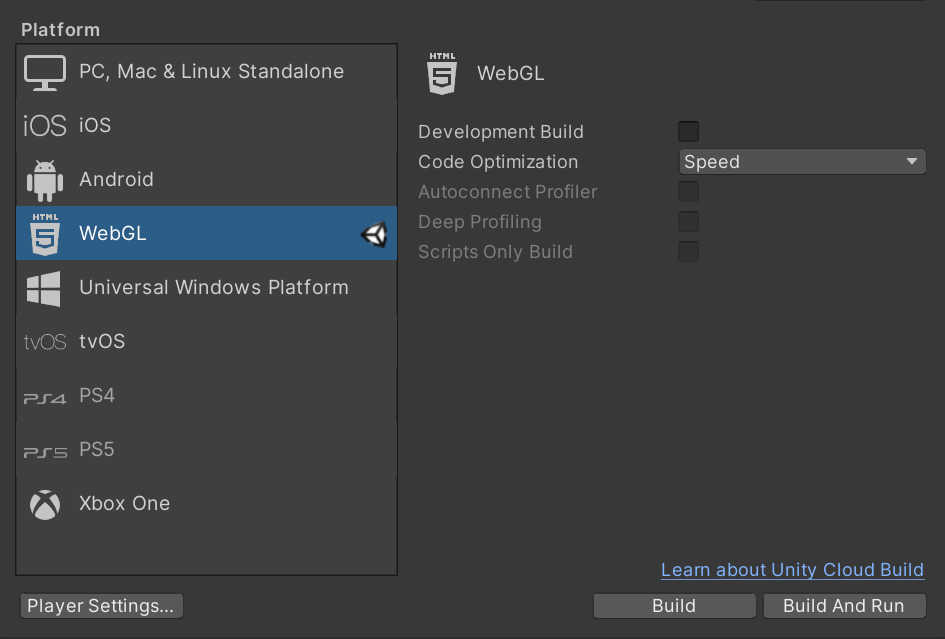 Platform
PC, Mac & Linux Standalone
iOS iOS
Android
HTML 5 WebGL
Universal Windows Platform
tvOS tvOS
PS4 PS4
PS5 PS5
Xbox One
HTML 5 WebGL
Development Build
Code Optimization Speed
Autoconnect Profiler
Deep Profiling
Scripts Only Build
Learn about Unity Cloud Build
Player Settings...
Build
Build And Run